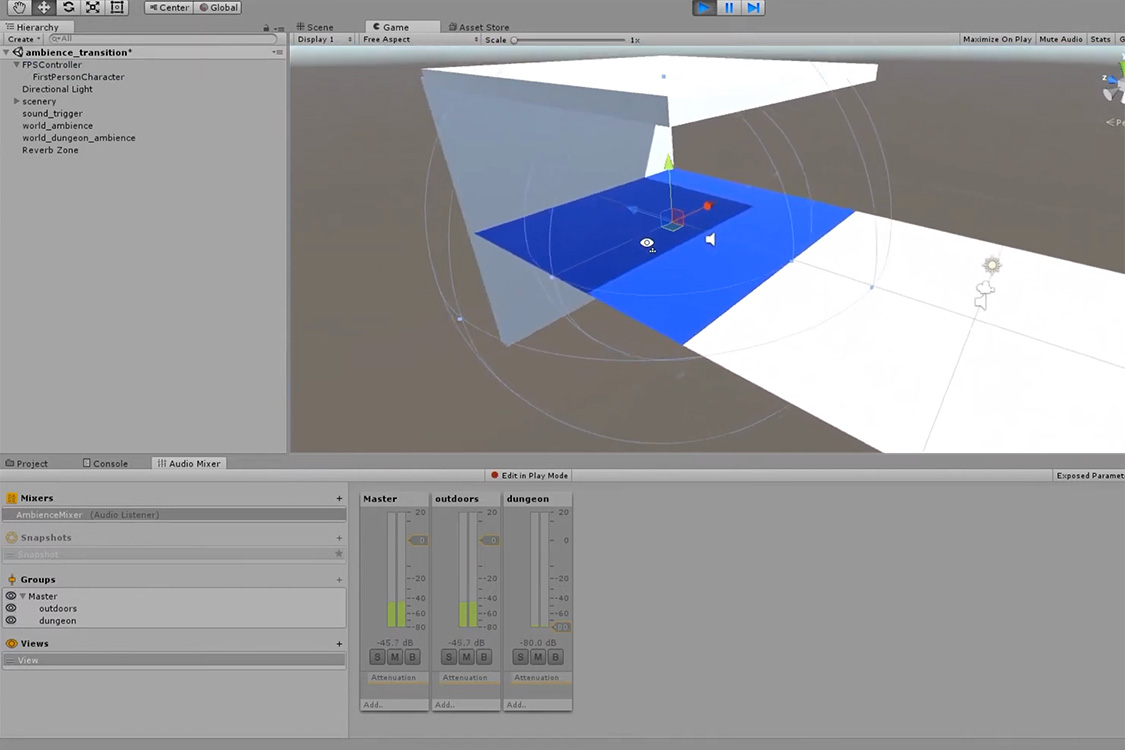 Center Global
Hierarchy
Scene Game Asset Store
Create All
Display 1 Free Aspect Scale 1x Maximize On Play Mute Audio Stats G
ambience_transition*
FPSController
FirstPersonCharacter
Directional Light
scenery
sound_trigger
world_ambience
world_dungeon_ambience
Reverb Zone
z
<Pe
Project Console Audio Mixer
Edit in Play Mode Exposed Paramet
Mixers +
AmbienceMixer (Audio Listener)
Snapshots +
Snapshot
Groups +
Master
outdoors
dungeon
Views +
View
Master outdoors dungeon
20 20 20
0 0 0
-20 -20 -20
-40 -40 -40
-60 -60 -60
-80 -80 -80
-45.7 dB -45.7 dB -80.0 dB
S M B S M B S M B
Attenuation Attenuation Attenuation
Add.. Add.. Add..